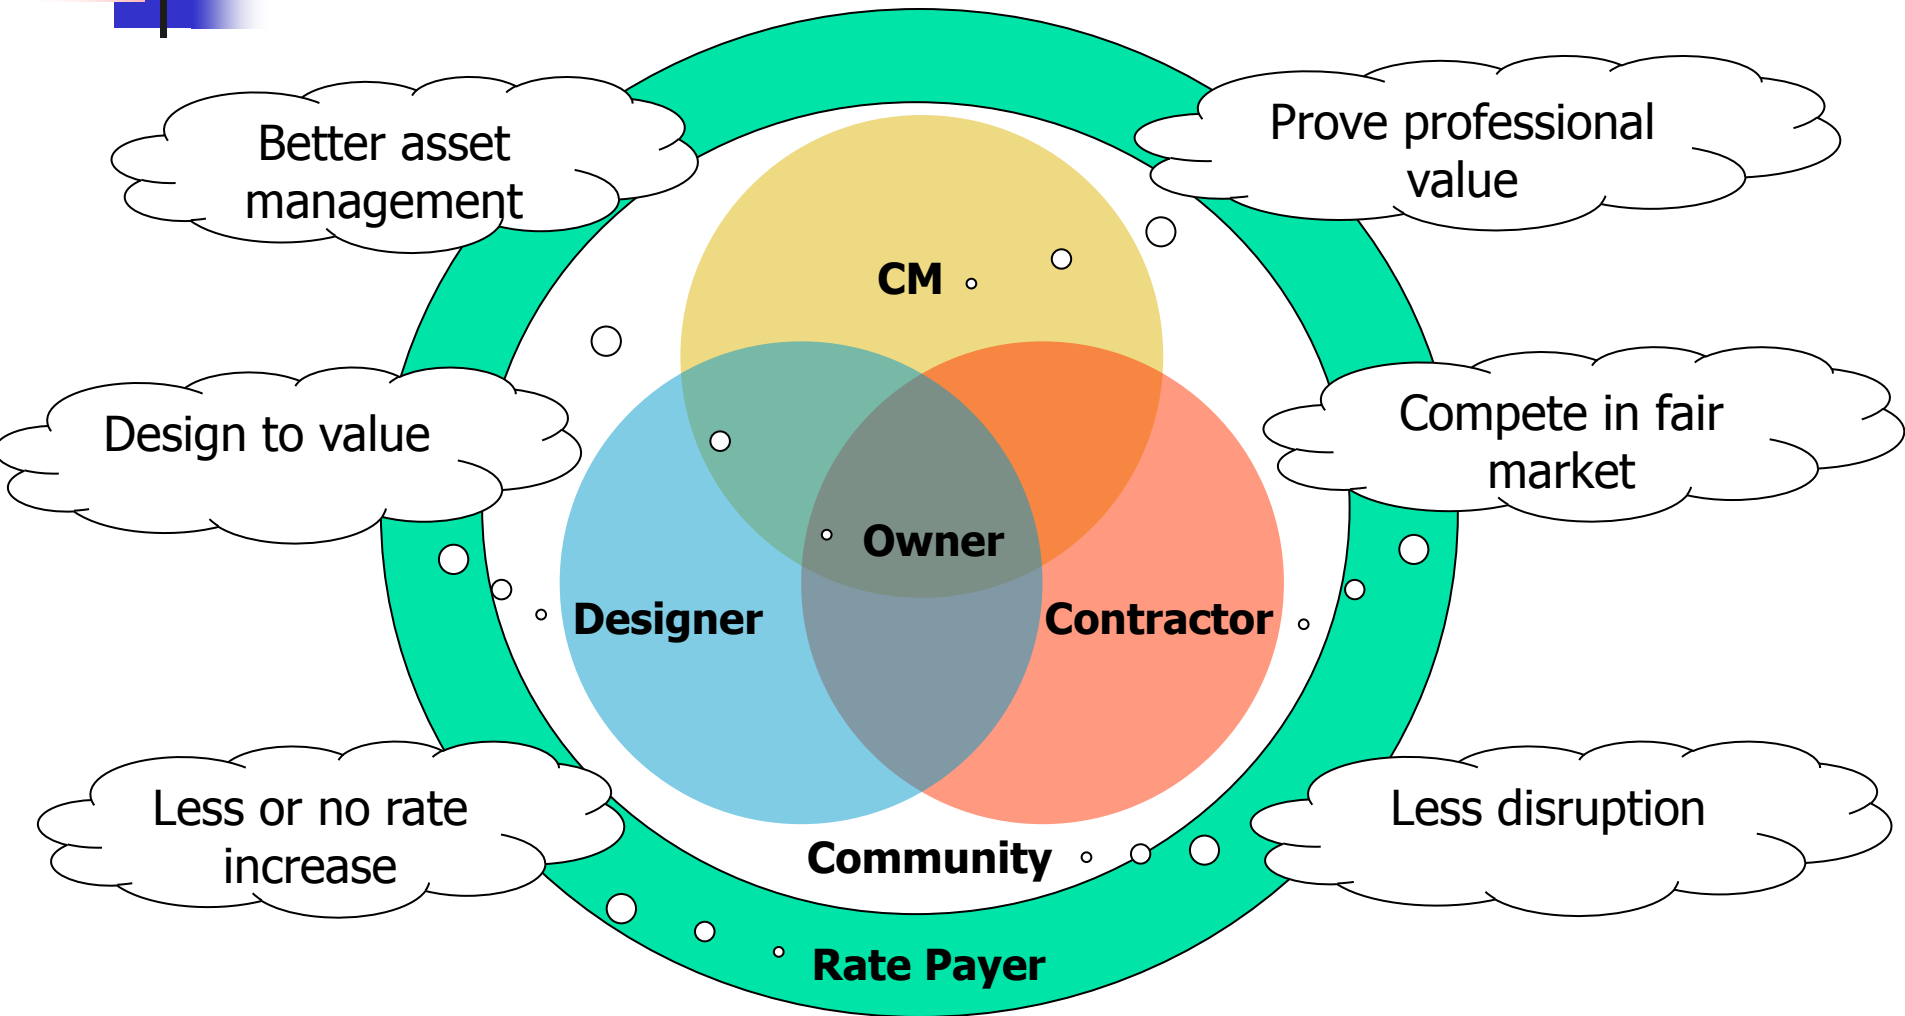 Better asset
management
Prove professional
value
CM
Design to value
Compete in fair
market
Owner
Designer
Contractor
Less or no rate
increase
Less disruption
Community
Rate Payer